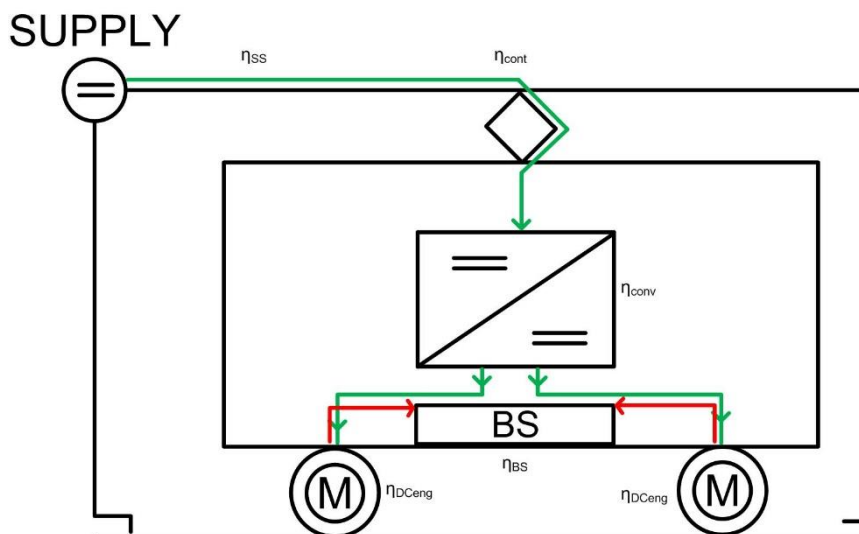 SUPPLY
ηSS
ηcont
ηconv
BS
ηBS
M
ηDCeng
ηDCeng
M